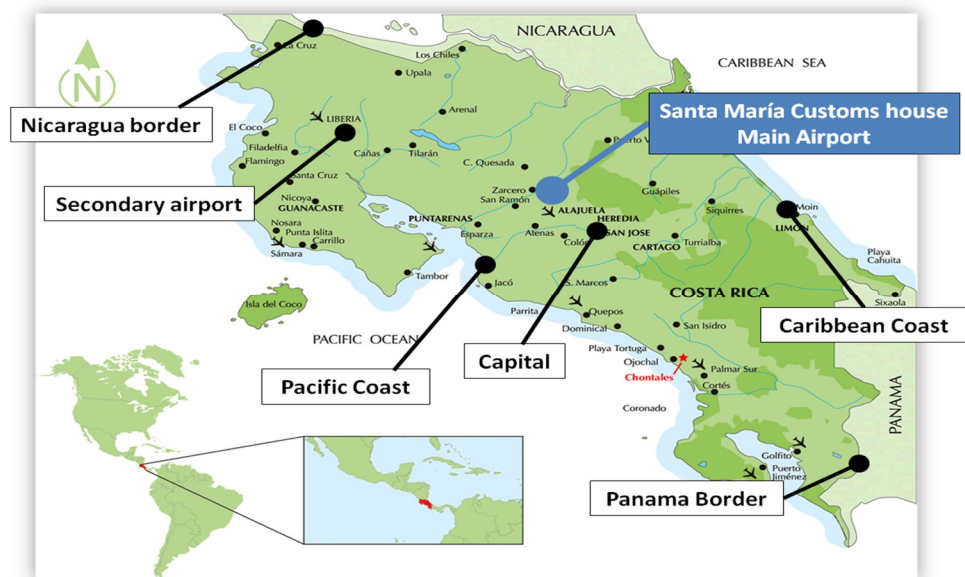 NICARAGUA
CARIBBEAN SEA
La Cruz
Los Chiles
Upala
N
Nicaragua border
LIBERIA
Arenal
Santa María Customs house
Main Airport
El Coco
Filadelfia
Flamingo
Cañas
Tilarán
Puerto V
C. Quesada
Santa Cruz
Secondary airport
Nicoya
GUANACASTE
Zarcero
San Ramón
Guápiles
Siquirres
Moin
LIMÓN
PUNTARENAS
ALAJUELA
HEREDIA
SAN JOSE
Nosara
Punta Islita
Carrillo
Sámara
Esparza
Atenas
Colón
CARTAGO
Turrialba
Playa
Cahuita
Tambor
Jacó
S. Marcos
Isla del Coco
COSTA RICA
Sixaola
Parrita
Quepos
Dominical
San Isidro
Caribbean Coast
PACIFIC OCEAN
Capital
Pacific Coast
Playa Tortuga
Ojochal
Chontales
Palmar Sur
Cortés
Coronado
PANAMA
Golfito
Puerto
Jiménez
Panama Border